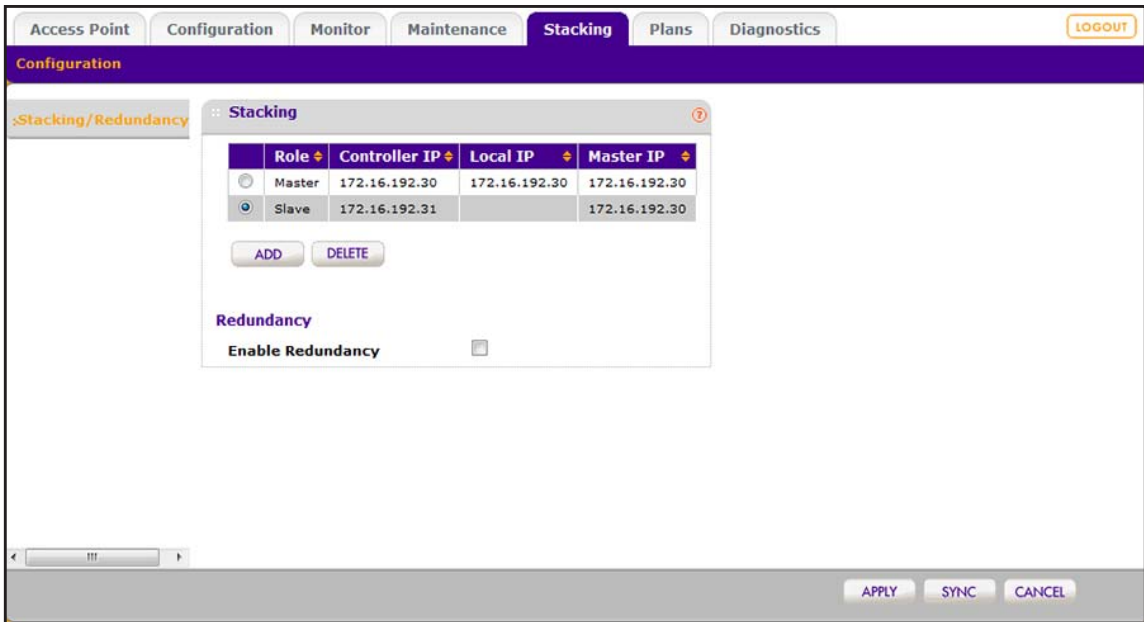 Access Point Configuration Monitor Maintenance Stacking Plans Diagnostics LOGOUT
Configuration
Stacking/Redundancy
Stacking ?
Role Controller IP Local IP Master IP
Master 172.16.192.30 172.16.192.30 172.16.192.30
Slave 172.16.192.31 172.16.192.30
ADD DELETE
Redundancy
Enable Redundancy
APPLY SYNC CANCEL